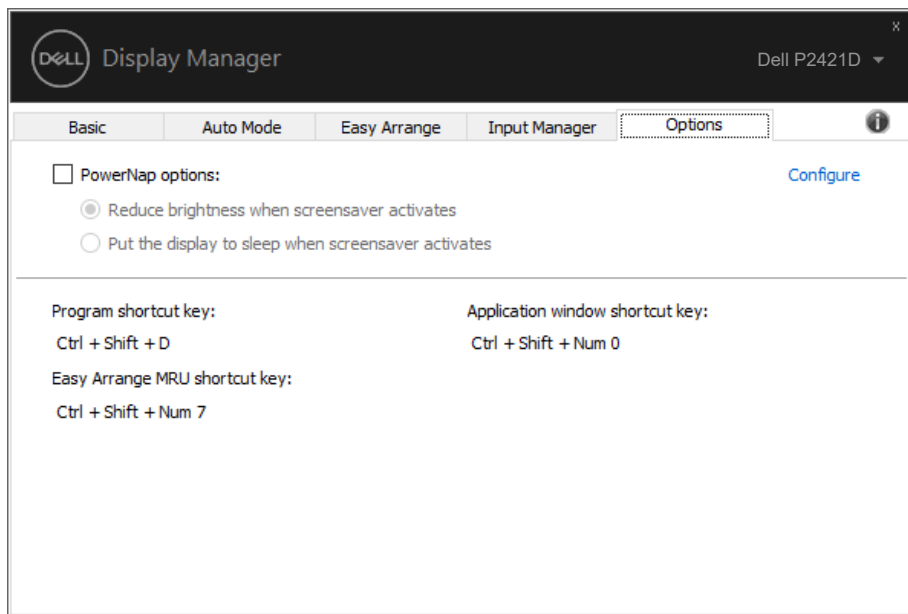 x
DELL Display Manager
Dell P2421D
Basic Auto Mode Easy Arrange Input Manager Options i
PowerNap options: Configure
Reduce brightness when screensaver activates
Put the display to sleep when screensaver activates
Program shortcut key: Application window shortcut key:
Ctrl + Shift + D Ctrl + Shift + Num 0
Easy Arrange MRU shortcut key:
Ctrl + Shift + Num 7